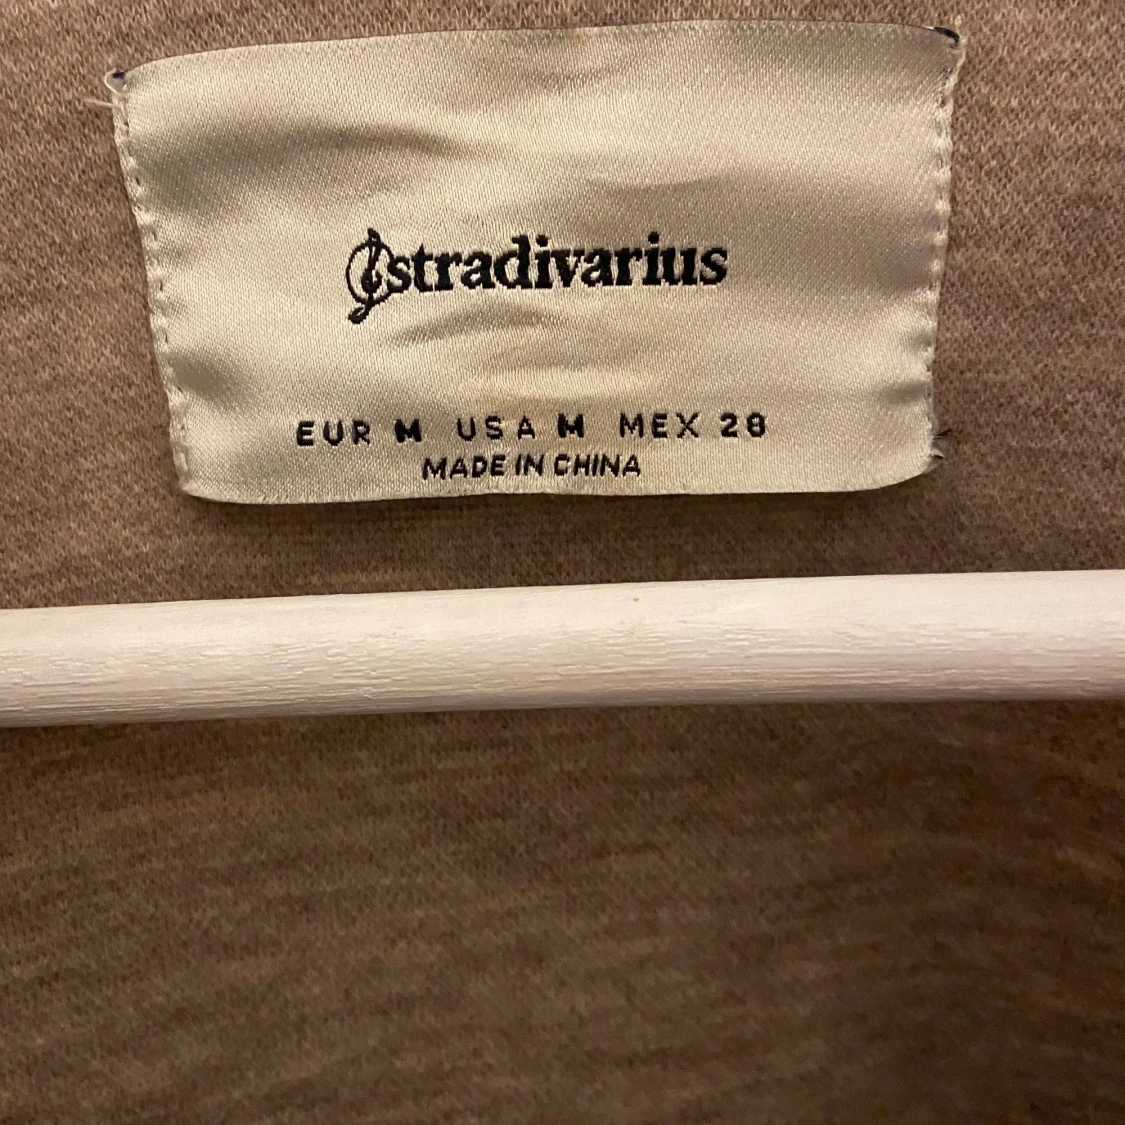 stradivarius
EUR M USA M MEX 28
MADE IN CHINA